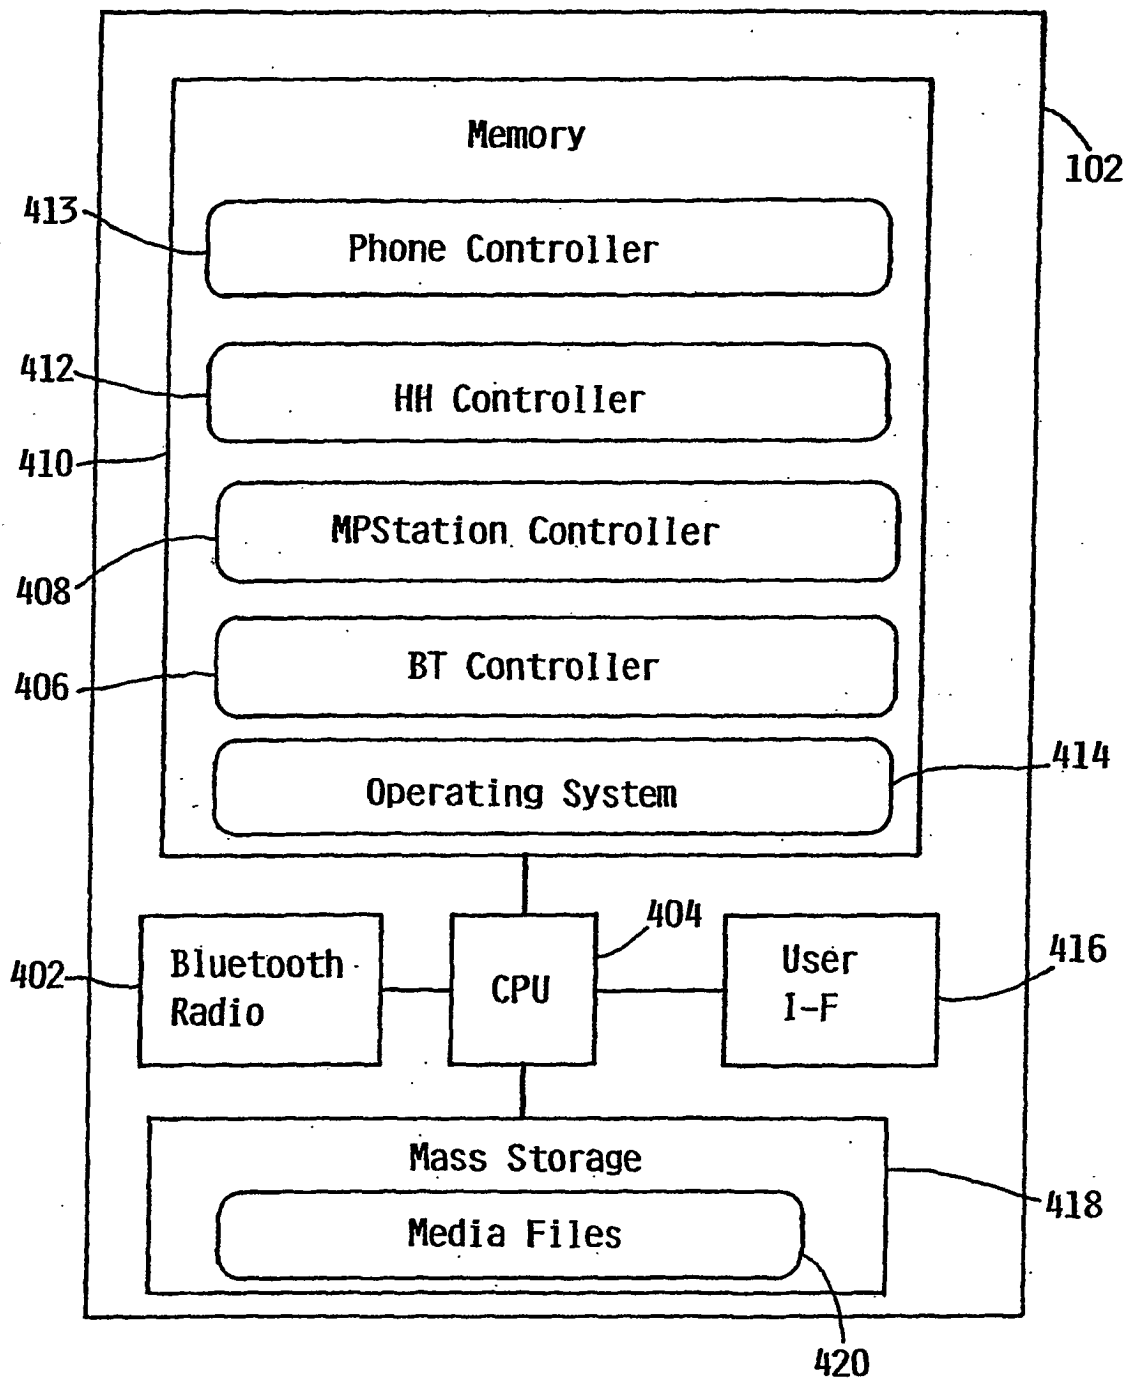 Memory
102
413
Phone Controller
412
HH Controller
410
MPStation Controller
408
BT Controller
406
414
Operating System
404
402
Bluetooth
Radio
CPU
User
I-F
416
Mass Storage
418
Media Files
420